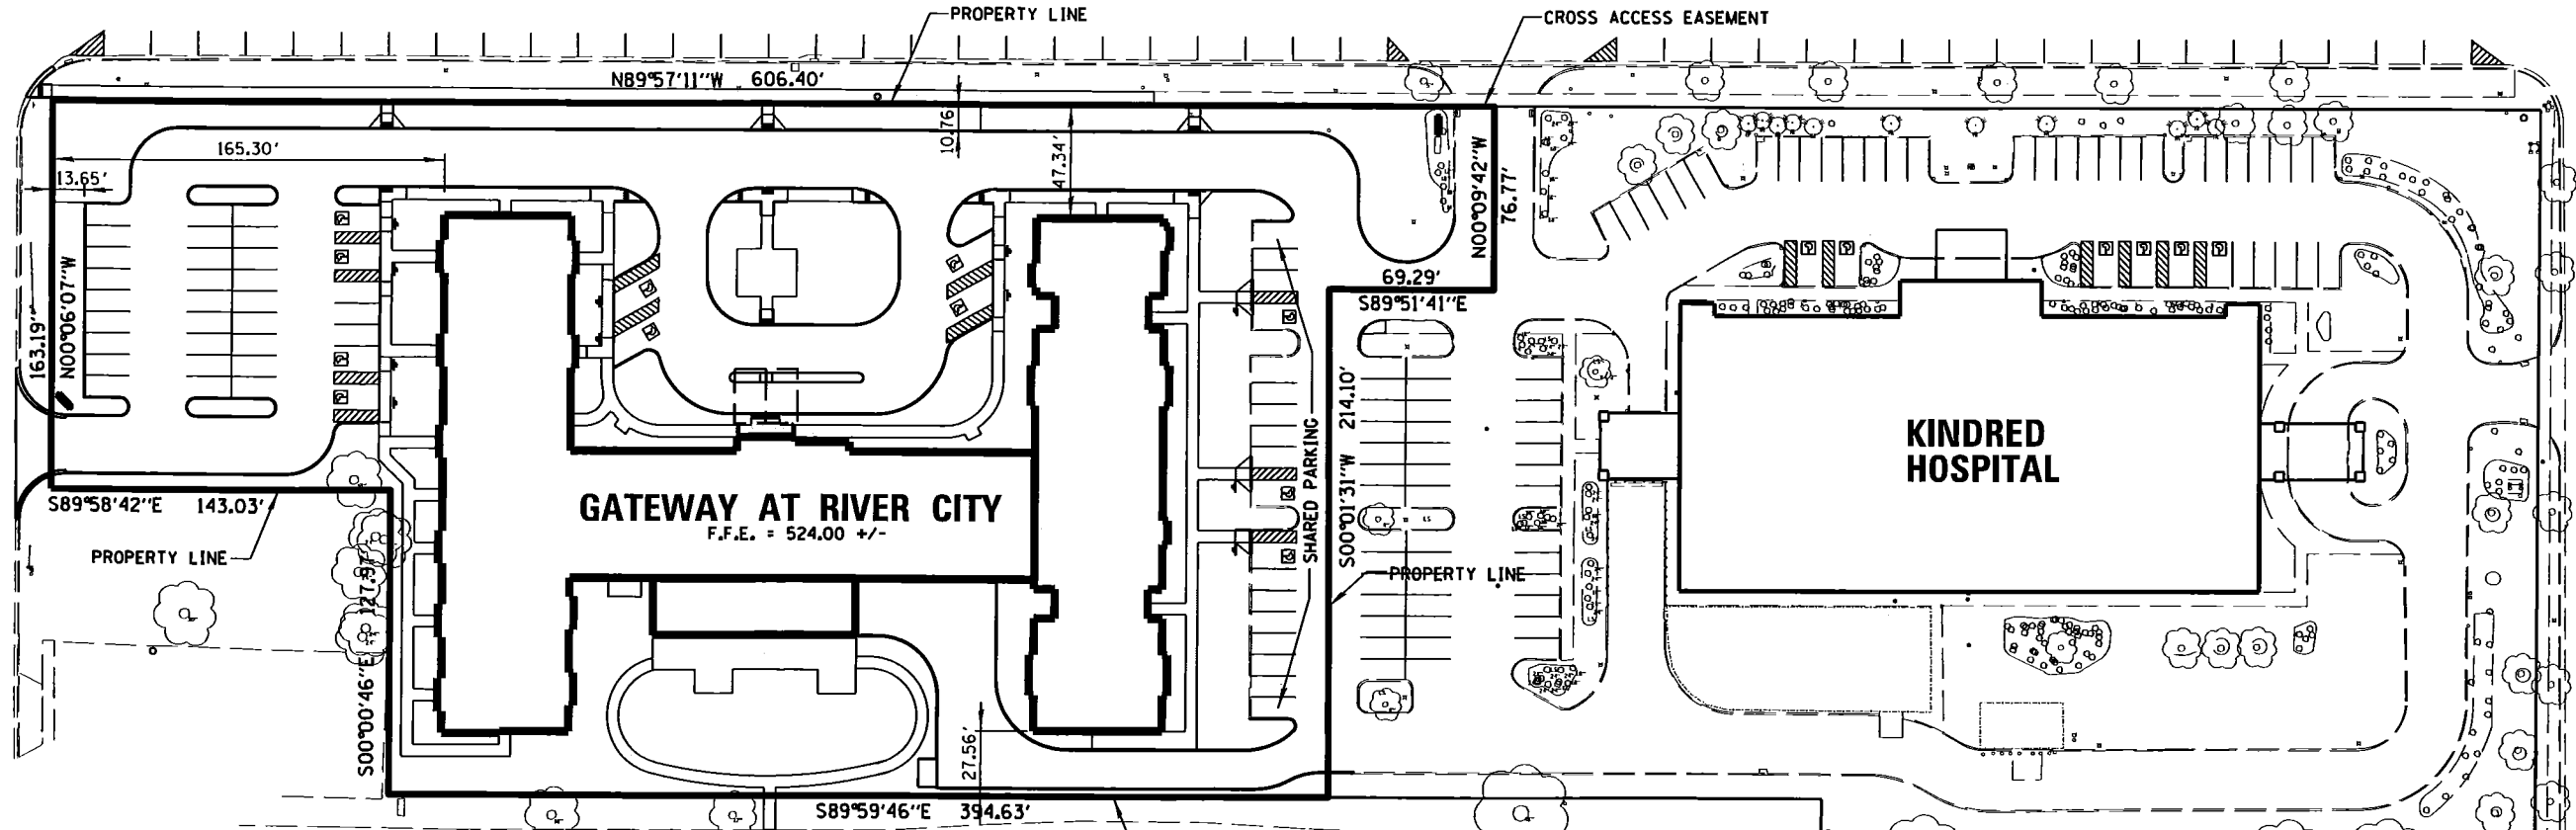 PROPERTY LINE
CROSS ACCESS EASEMENT
N89°57'11"W 606.40'
10.76'
47.34'
165.30'
13.65'
N00°09'42"W
76.77'
163.19'
N00°06'07"W
69.29'
S89°51'41"E
SHARED PARKING
S00°01'31"W 214.10'
KINDRED
HOSPITAL
GATEWAY AT RIVER CITY
F.F.E. = 524.00 +/-
S89°58'42"E 143.03'
PROPERTY LINE
PROPERTY LINE
S00°00'46"E 127.97'
27.56'
S89°59'46"E 394.63'